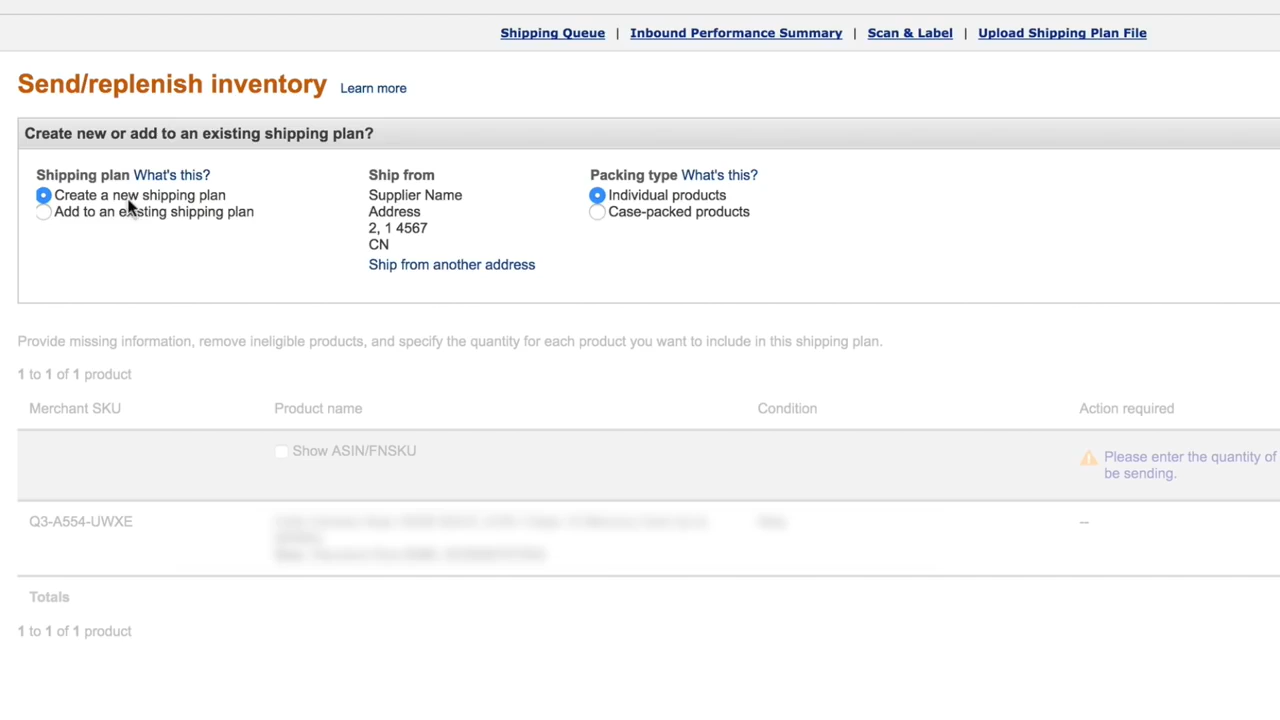 Shipping Queue | Inbound Performance Summary | Scan & Label | Upload Shipping Plan File
Send/replenish inventory Learn more
Create new or add to an existing shipping plan?
Shipping plan What's this?
Create a new shipping plan
Add to an existing shipping plan
Ship from
Supplier Name
Address
2, 1 4567
CN
Ship from another address
Packing type What's this?
Individual products
Case-packed products
Provide missing information, remove ineligible products, and specify the quantity for each product you want to include in this shipping plan.
1 to 1 of 1 product
Merchant SKU Product name Condition Action required
Show ASIN/FNSKU
Please enter the quantity of
be sending.
Q3-A554-UWXE --
Totals
1 to 1 of 1 product